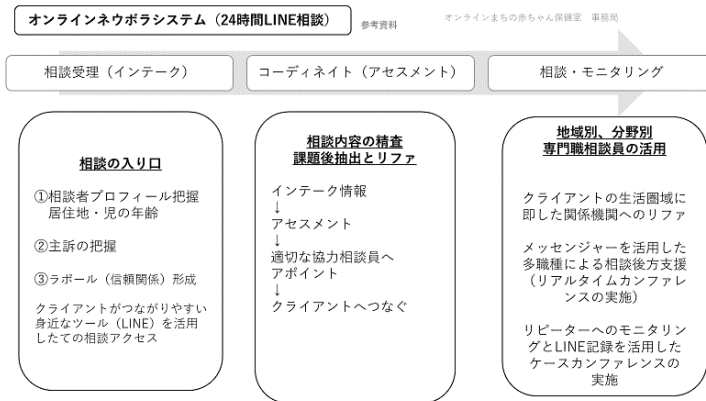 オンラインネウボラシステム（24時間LINE相談）
参考資料
オンラインまちの赤ちゃん保健室　事務局
相談受理（インテーク）
コーディネイト（アセスメント）
相談・モニタリング
相談の入り口
①相談者プロフィール把握
居住地・児の年齢
②主訴の把握
③ラポール（信頼関係）形成
クライアントがつながりやすい
身近なツール（LINE）を活用
したての相談アクセス
相談内容の精査
課題後抽出とリファ
インテーク情報
↓
アセスメント
↓
適切な協力相談員へ
アポイント
↓
クライアントへつなぐ
地域別、分野別
専門職相談員の活用
クライアントの生活圏域に
即した関係機関へのリファ
メッセンジャーを活用した
多職種による相談後方支援
（リアルタイムカンファレ
ンスの実施）
リピーターへのモニタリン
グとLINE記録を活用した
ケースカンファレンスの
実施